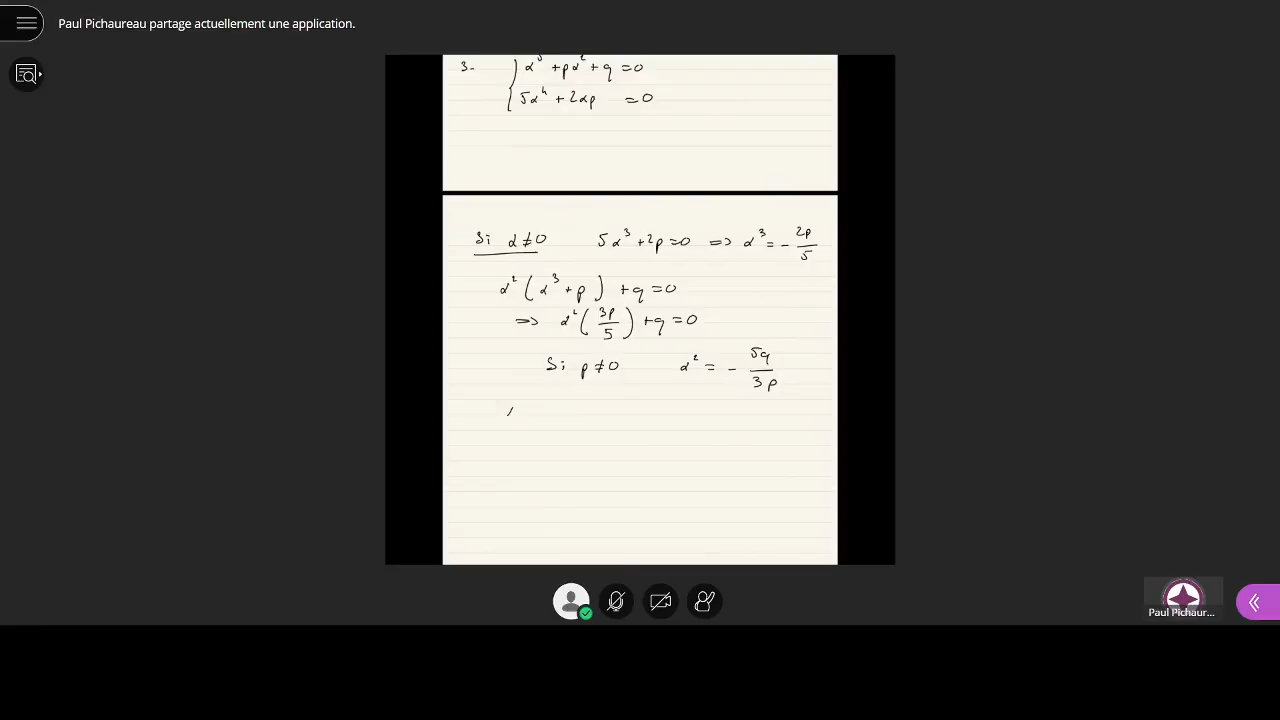 Paul Pichaureau partage actuellement une application.
3- α⁵ + pα² + q = 0
5α⁴ + 2αp = 0
Si α ≠ 0 5α³ + 2p = 0 => α³ = - 2p/5
α² ( α³ + p ) + q = 0
=> α² ( 3p/5 ) + q = 0
Si p ≠ 0 α² = - 5q/3p
Paul Pichaur...